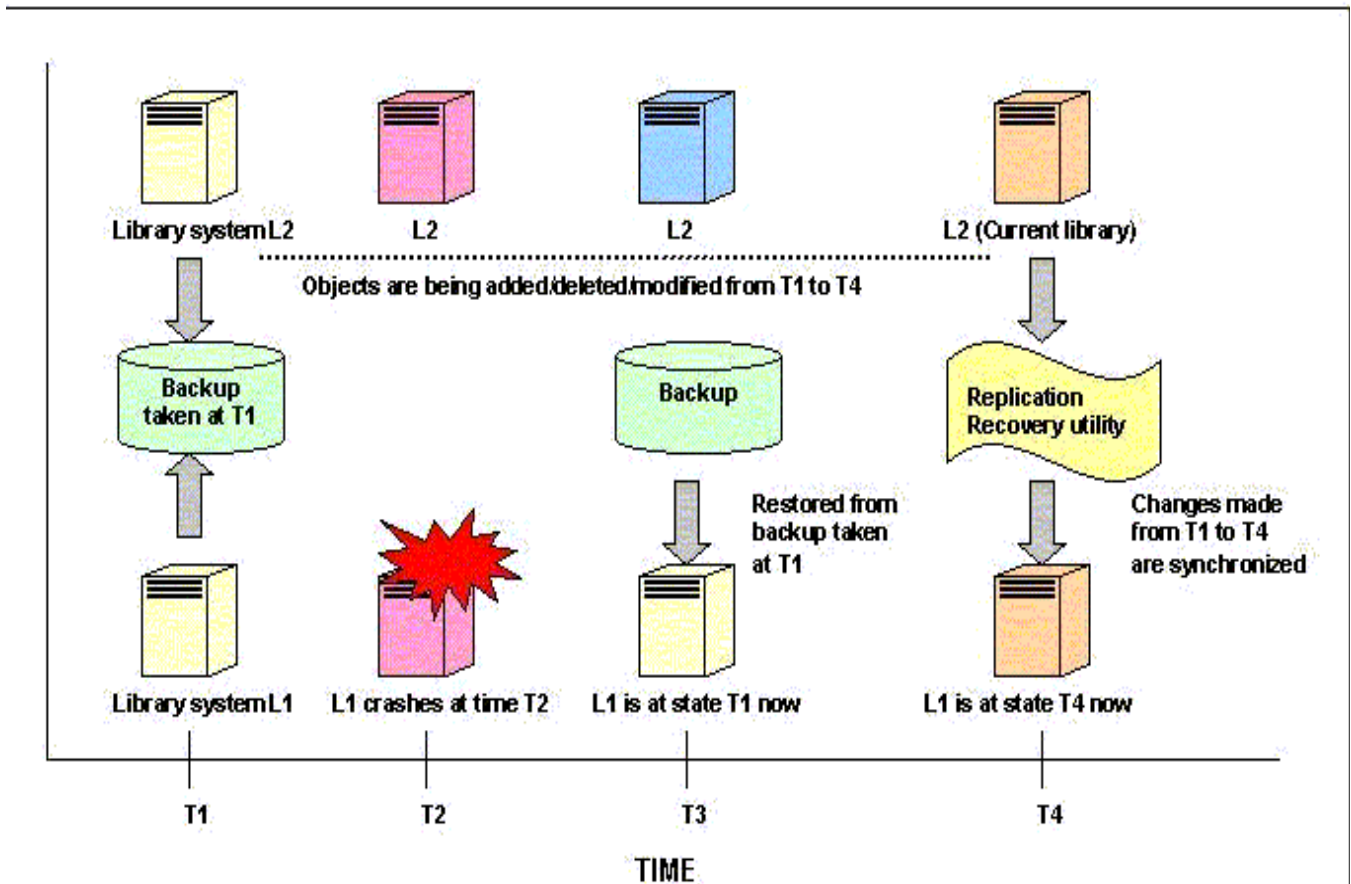 Library system L2
L2
L2
L2 (Current library)
Objects are being added/deleted/modified from T1 to T4
Backup
taken at T1
Backup
Replication
Recovery utility
Restored from
backup taken
at T1
Changes made
from T1 to T4
are synchronized
Library system L1
L1 crashes at time T2
L1 is at state T1 now
L1 is at state T4 now
T1
T2
T3
T4
TIME